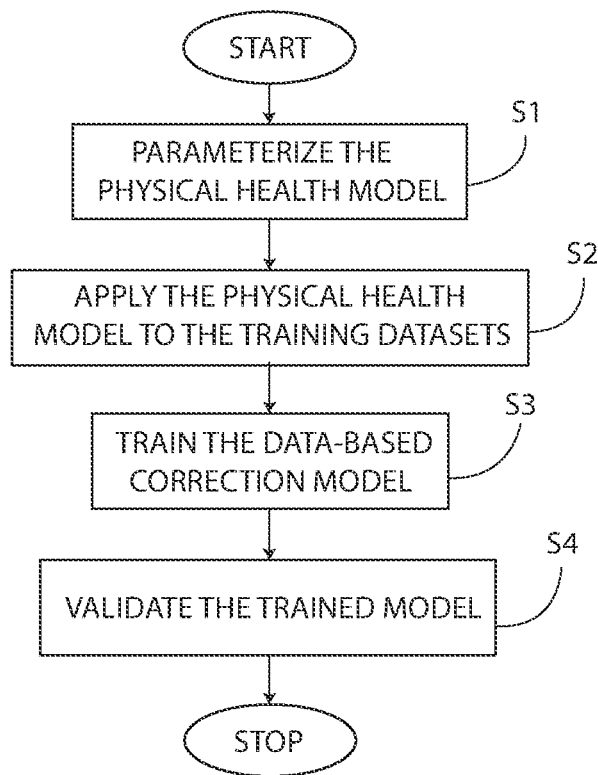 START
S1
PARAMETERIZE THE
PHYSICAL HEALTH MODEL
S2
APPLY THE PHYSICAL HEALTH
MODEL TO THE TRAINING DATASETS
S3
TRAIN THE DATA-BASED
CORRECTION MODEL
S4
VALIDATE THE TRAINED MODEL
STOP